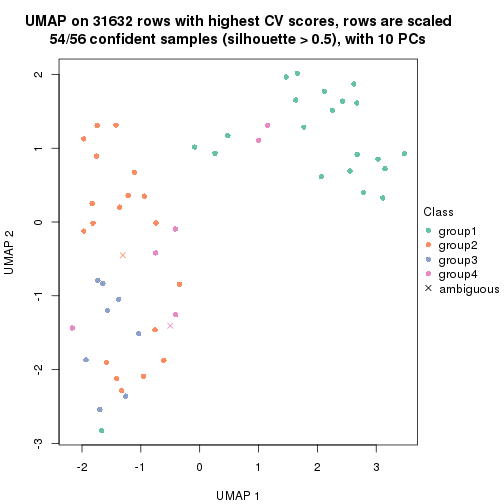 UMAP on 31632 rows with highest CV scores, rows are scaled
54/56 confident samples (silhouette > 0.5), with 10 PCs
2
1
0
-1
-2
-3
UMAP 2
-2
-1
0
1
2
3
UMAP 1
Class
group1
group2
group3
group4
ambiguous